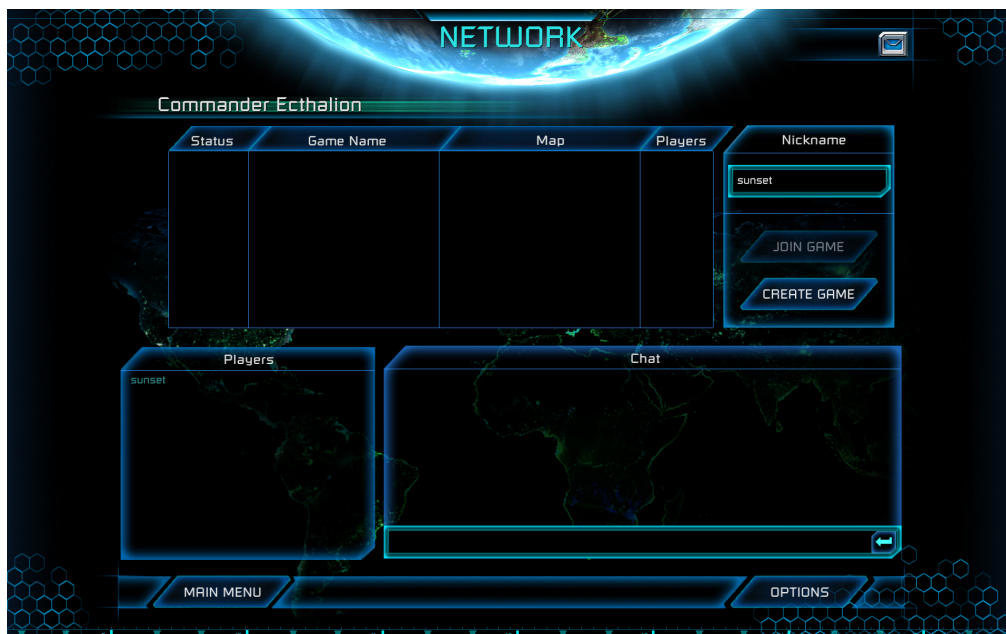 NETWORK
Commander Ecthalion
Status Game Name Map Players
Nickname
sunset
JOIN GAME
CREATE GAME
Players
sunset
Chat
MAIN MENU
OPTIONS